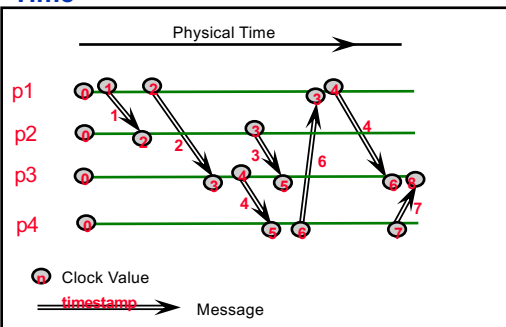 Time
Physical Time
p1 0 1 2 3 4
1 4
p2 0 2 3
2 3 6
p3 0 3 4 5 6 8
4 7
p4 0 5 6 7
n Clock Value
timestamp Message